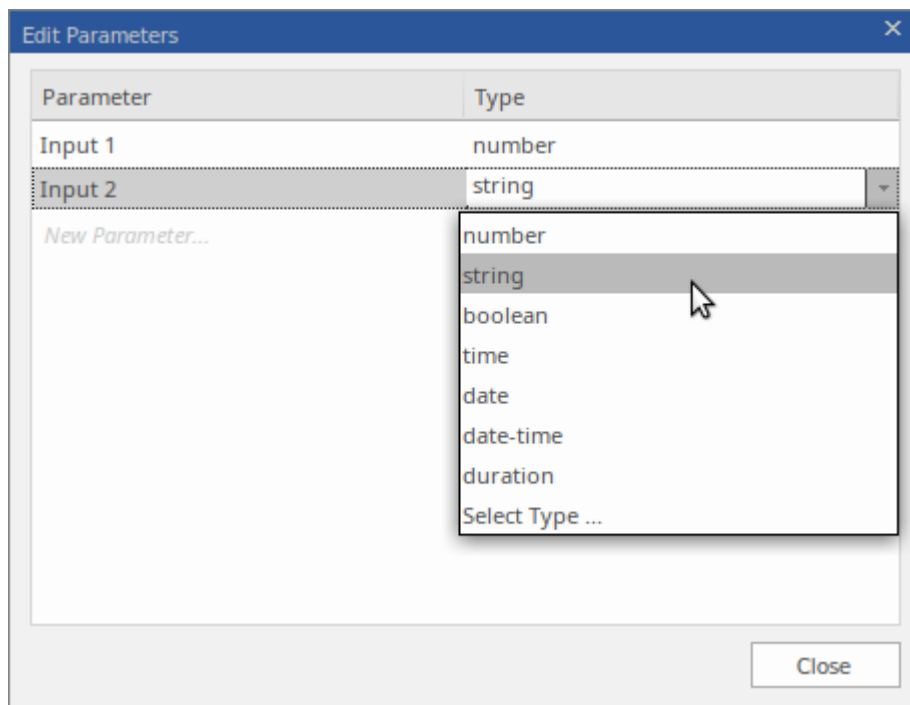 Edit Parameters
Parameter Type
Input 1 number
Input 2 string
New Parameter...
number
string
boolean
time
date
date-time
duration
Select Type ...
Close